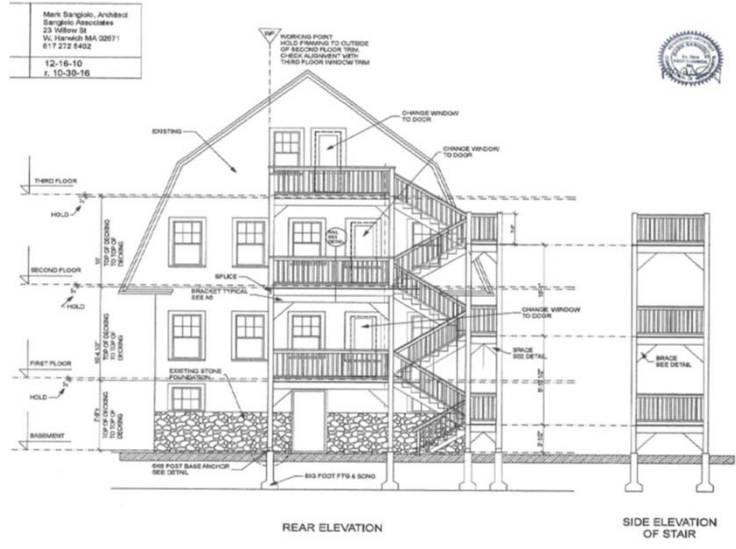 Mark Sangiolo, Architect
Sangiolo Associates
23 Willow St
W. Harwich MA 02671
617 272 5402
12-16-10
r. 10-30-16
WORKING POINT
HOLD FRAMING TO OUTSIDE
OF SECOND FLOOR TRIM.
CHECK ALIGNMENT WITH
THIRD FLOOR WINDOW TRIM
EXISTING
CHANGE WINDOW
TO DOOR
CHANGE WINDOW
TO DOOR
THIRD FLOOR
HOLD
10'
TOP OF DECKING
TO TOP OF
DECKING
RAIL
SEE
DETAIL
SECOND FLOOR
HOLD
SPLICE
BRACKET TYPICAL
SEE A5
CHANGE WINDOW
TO DOOR
TOP OF DECKING
TO TOP OF
DECKING
BRACE
SEE DETAIL
BRACE
SEE DETAIL
FIRST FLOOR
HOLD
EXISTING STONE
FOUNDATION
TOP OF DECKING
TO TOP OF
DECKING
BASEMENT
6X6 POST BASE ANCHOR
SEE DETAIL
BIG FOOT FTG & SONO
REAR ELEVATION
SIDE ELEVATION
OF STAIR